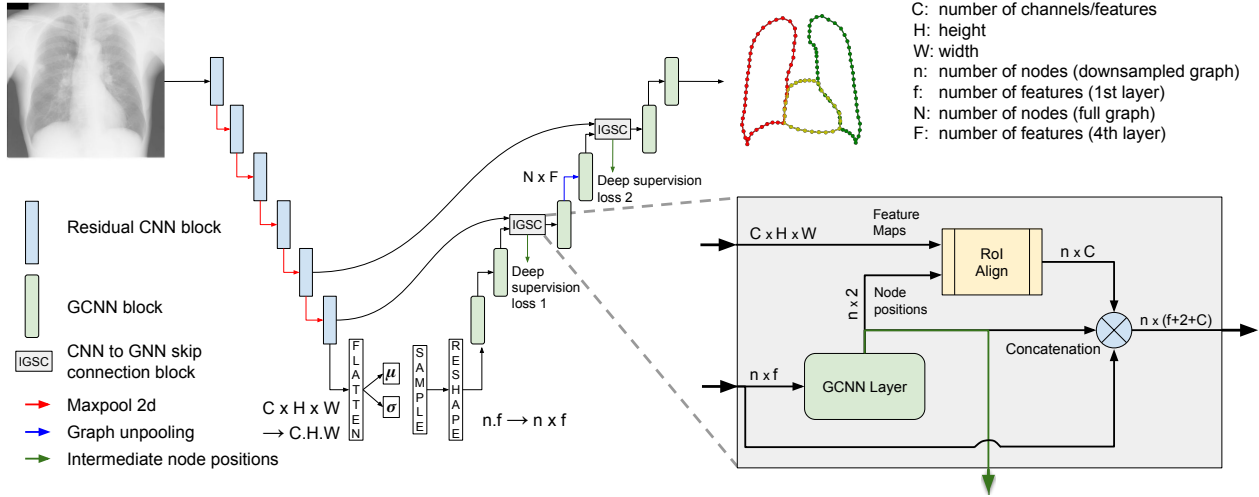 C: number of channels/features
H: height
W: width
n: number of nodes (downsampled graph)
f: number of features (1st layer)
N: number of nodes (full graph)
F: number of features (4th layer)
IGSC
Deep supervision
loss 2
N x F
IGSC
Deep
supervision
loss 1
Residual CNN block
GCNN block
IGSC
CNN to GNN skip
connection block
Maxpool 2d
Graph unpooling
Intermediate node positions
FLATTEN
μ
σ
SAMPLE
RESHAPE
C x H x W
→ C.H.W
n.f → n x f
C x H x W
Feature
Maps
RoI
Align
n x C
n x 2
Node
positions
n x (f+2+C)
Concatenation
n x f
GCNN Layer